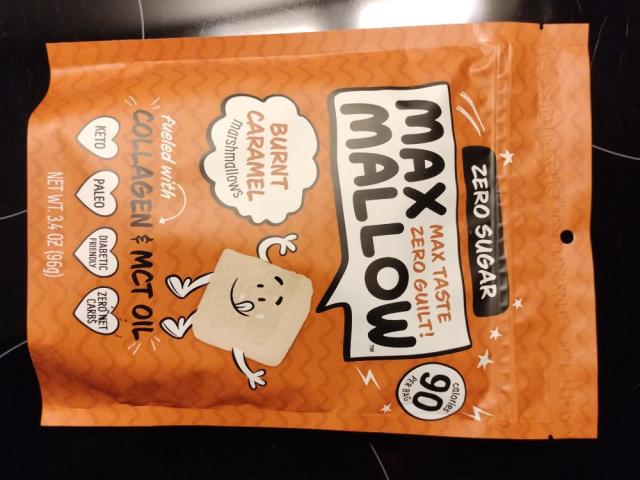 ZERO SUGAR
MAX
MALLOW™
MAX TASTE
ZERO GUILT!
90
calories
PER BAG
BURNT
CARAMEL
marshmallows
fueled with
COLLAGEN & MCT OIL
KETO
PALEO
DIABETIC
FRIENDLY
ZERO NET
CARBS
NET WT. 3.4 OZ (96g)